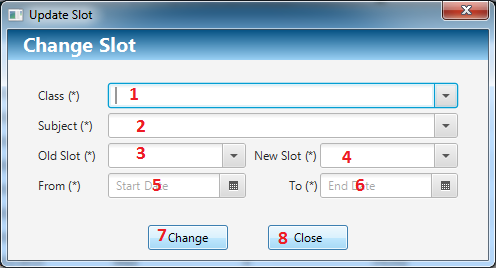 Update Slot
Change Slot
Class (*) 1
Subject (*) 2
Old Slot (*) 3 New Slot (*) 4
From (*) Start Date 5 To (*) End Date 6
7 Change 8 Close